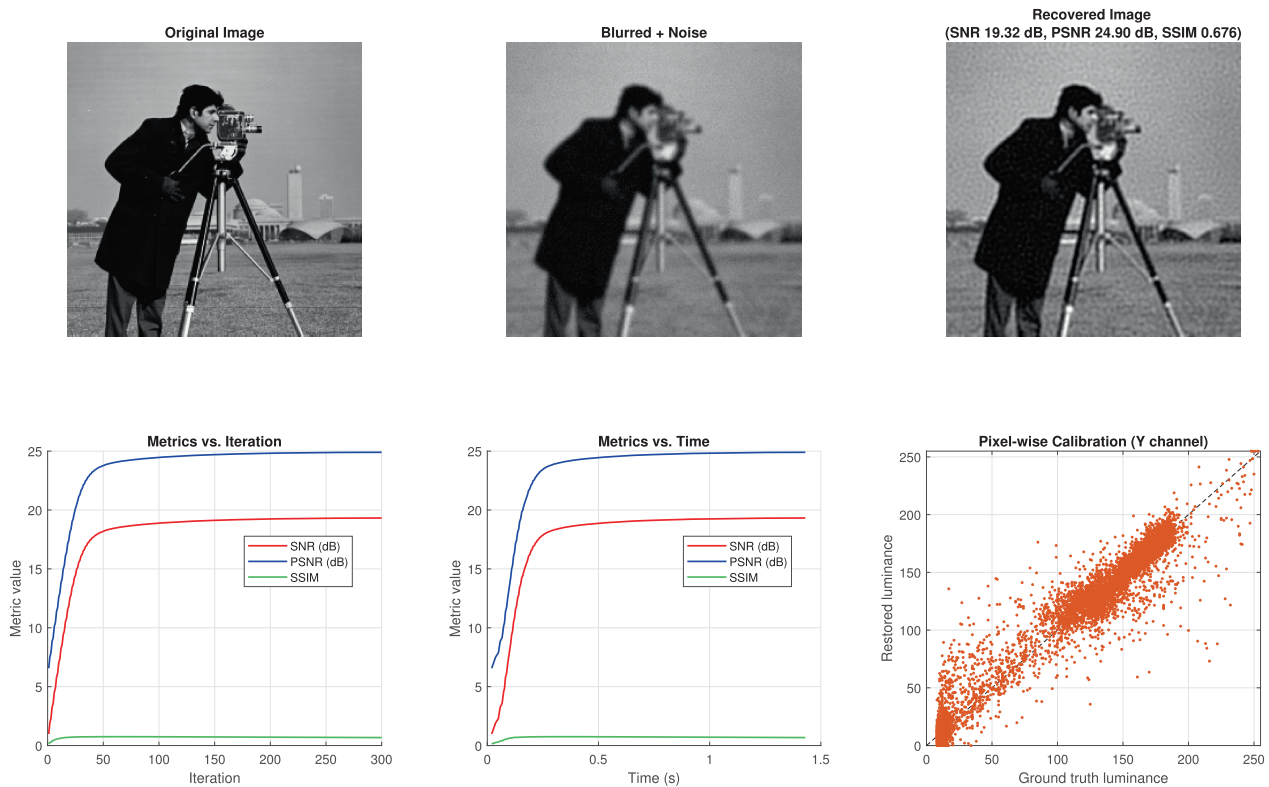 Original Image
Blurred + Noise
Recovered Image
(SNR 19.32 dB, PSNR 24.90 dB, SSIM 0.676)
Metrics vs. Iteration
25
20
15
10
5
0
0 50 100 150 200 250 300
Metric value
Iteration
SNR (dB)
PSNR (dB)
SSIM
Metrics vs. Time
25
20
15
10
5
0
0 0.5 1 1.5
Metric value
Time (s)
SNR (dB)
PSNR (dB)
SSIM
Pixel-wise Calibration (Y channel)
250
200
150
100
50
0
0 50 100 150 200 250
Restored luminance
Ground truth luminance